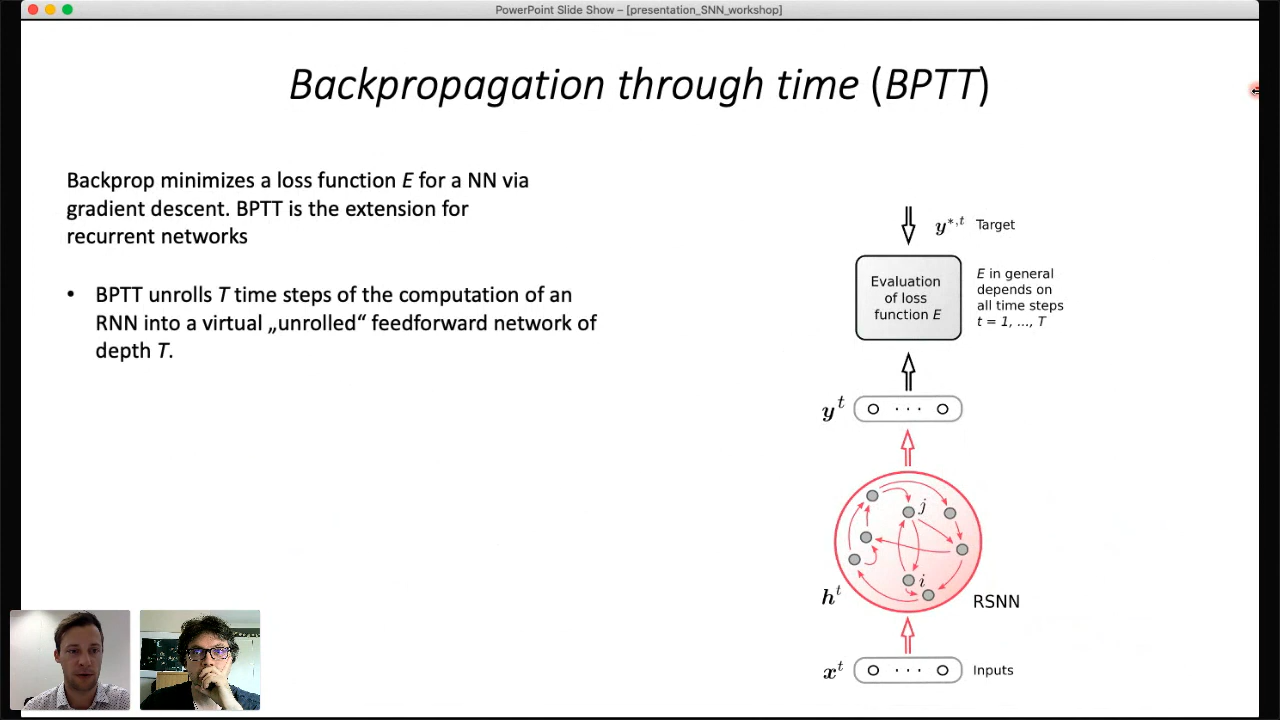 PowerPoint Slide Show – [presentation_SNN_workshop]
Backpropagation through time (BPTT)
Backprop minimizes a loss function E for a NN via
gradient descent. BPTT is the extension for
recurrent networks
• BPTT unrolls T time steps of the computation of an
RNN into a virtual „unrolled“ feedforward network of
depth T.
y*,t Target
Evaluation
of loss
function E
E in general
depends on
all time steps
t = 1, ..., T
y^t
j
i
h^t
RSNN
x^t
Inputs